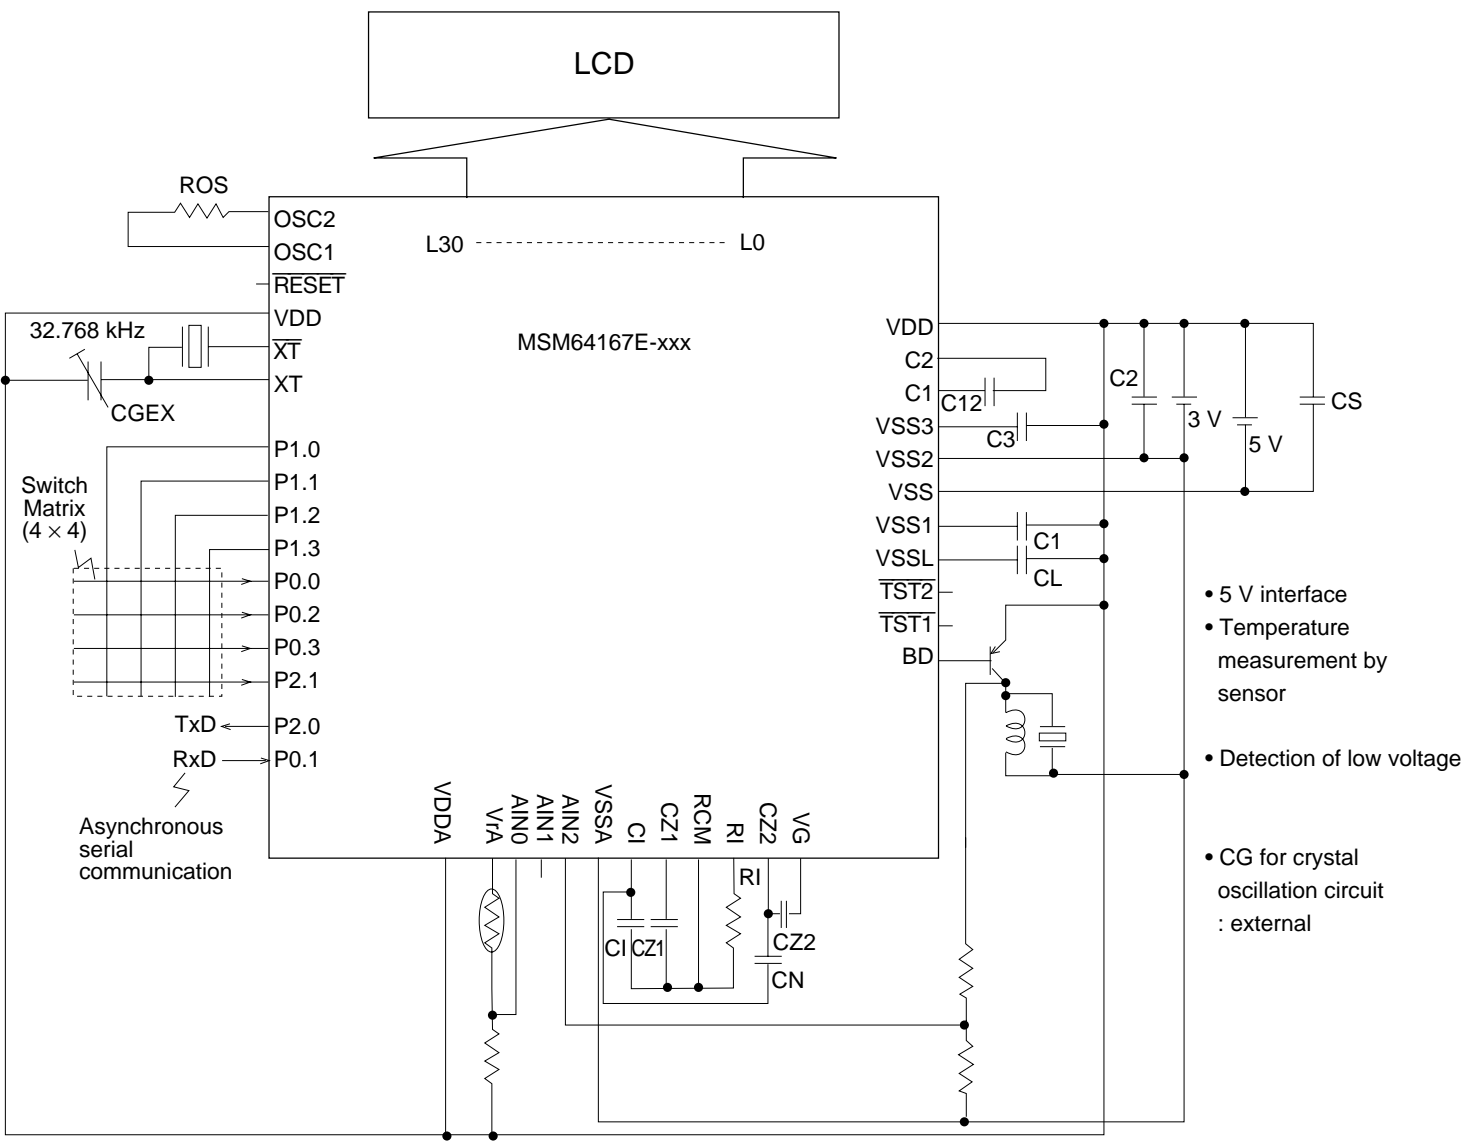 LCD
ROS
OSC2
OSC1
RESET
VDD
32.768 kHz
XT
XT
CGEX
L30
L0
MSM64167E-xxx
P1.0
P1.1
P1.2
P1.3
P0.0
P0.2
P0.3
P2.1
P2.0
P0.1
Switch
Matrix
(4 × 4)
TxD
RxD
Asynchronous
serial
communication
VDD
C2
C1
C12
VSS3
C3
VSS2
VSS
VSS1
C1
VSSL
CL
TST2
TST1
BD
C2
3 V
5 V
CS
VDDA
VrA
AIN0
AIN1
AIN2
VSSA
CI
CZ1
RCM
RI
CZ2
VG
RI
CI
CZ1
CZ2
CN
• 5 V interface
• Temperature
measurement by
sensor
• Detection of low voltage
• CG for crystal
oscillation circuit
: external